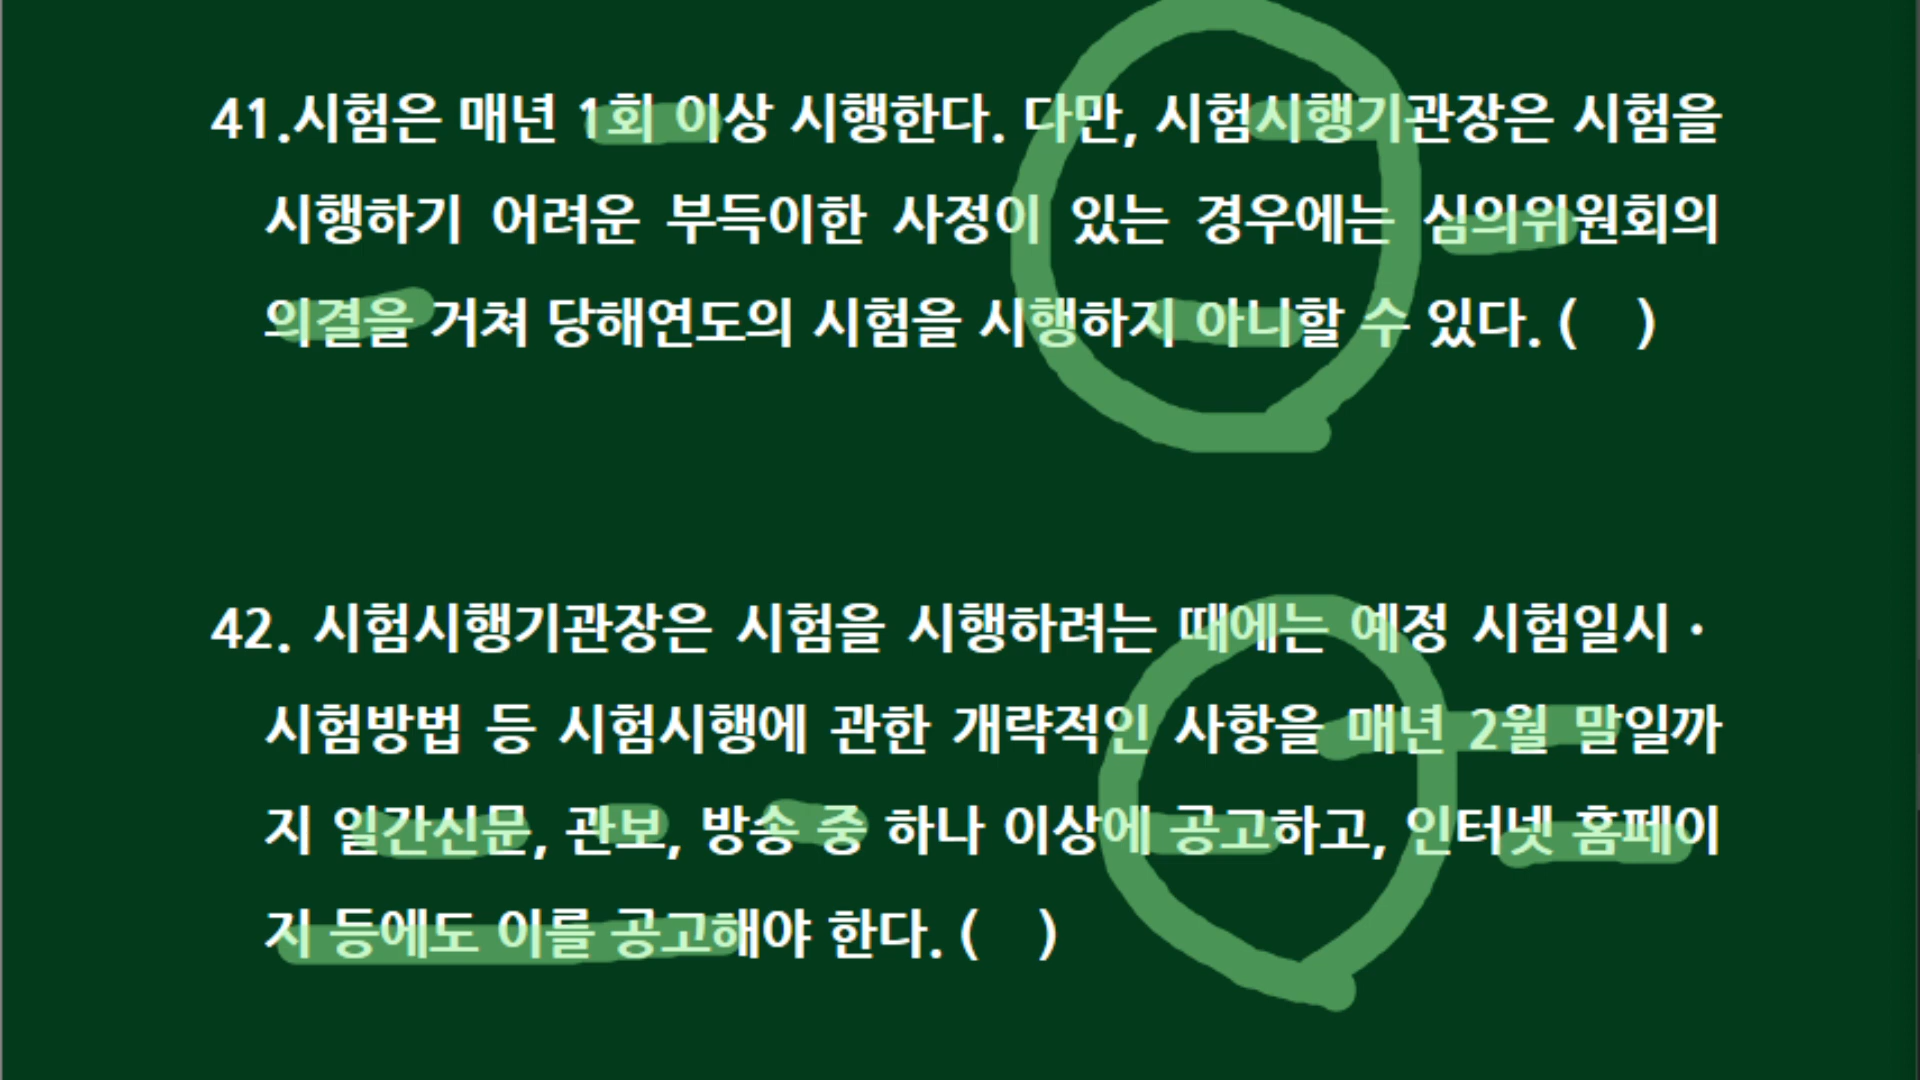 41.시험은 매년 1회 이상 시행한다. 다만, 시험시행기관장은 시험을
시행하기 어려운 부득이한 사정이 있는 경우에는 심의위원회의
의결을 거쳐 당해연도의 시험을 시행하지 아니할 수 있다. (    )
42. 시험시행기관장은 시험을 시행하려는 때에는 예정 시험일시 ·
시험방법 등 시험시행에 관한 개략적인 사항을 매년 2월 말일까
지 일간신문, 관보, 방송 중 하나 이상에 공고하고, 인터넷 홈페이
지 등에도 이를 공고해야 한다. (    )